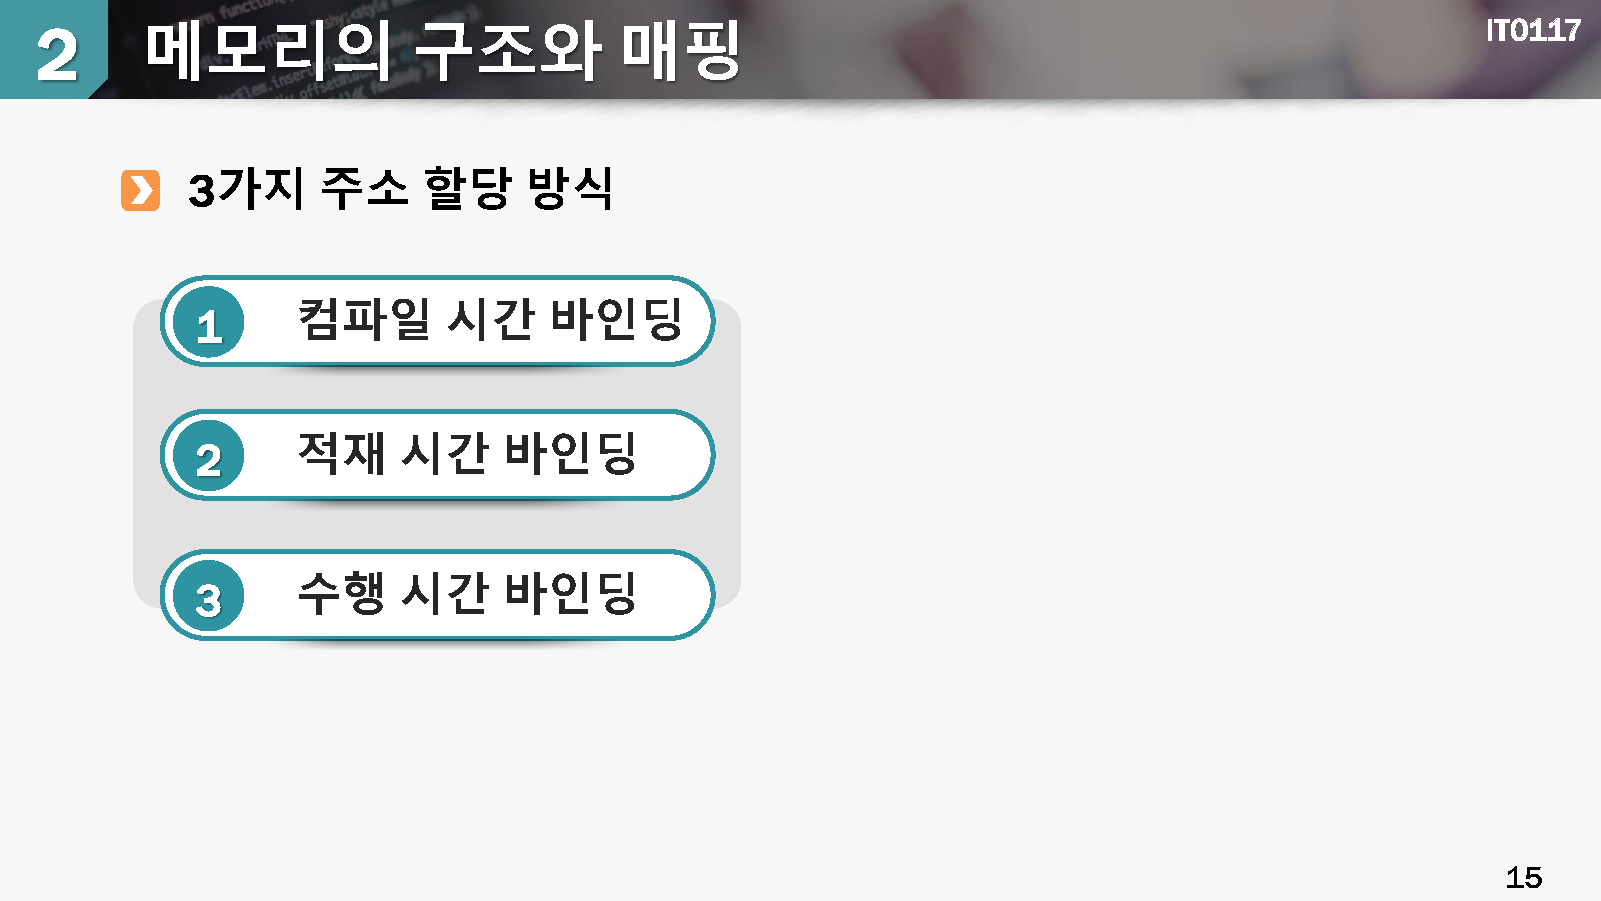 2 메모리의 구조와 매핑
IT0117
3가지 주소 할당 방식
1 컴파일 시간 바인딩
2 적재 시간 바인딩
3 수행 시간 바인딩
15